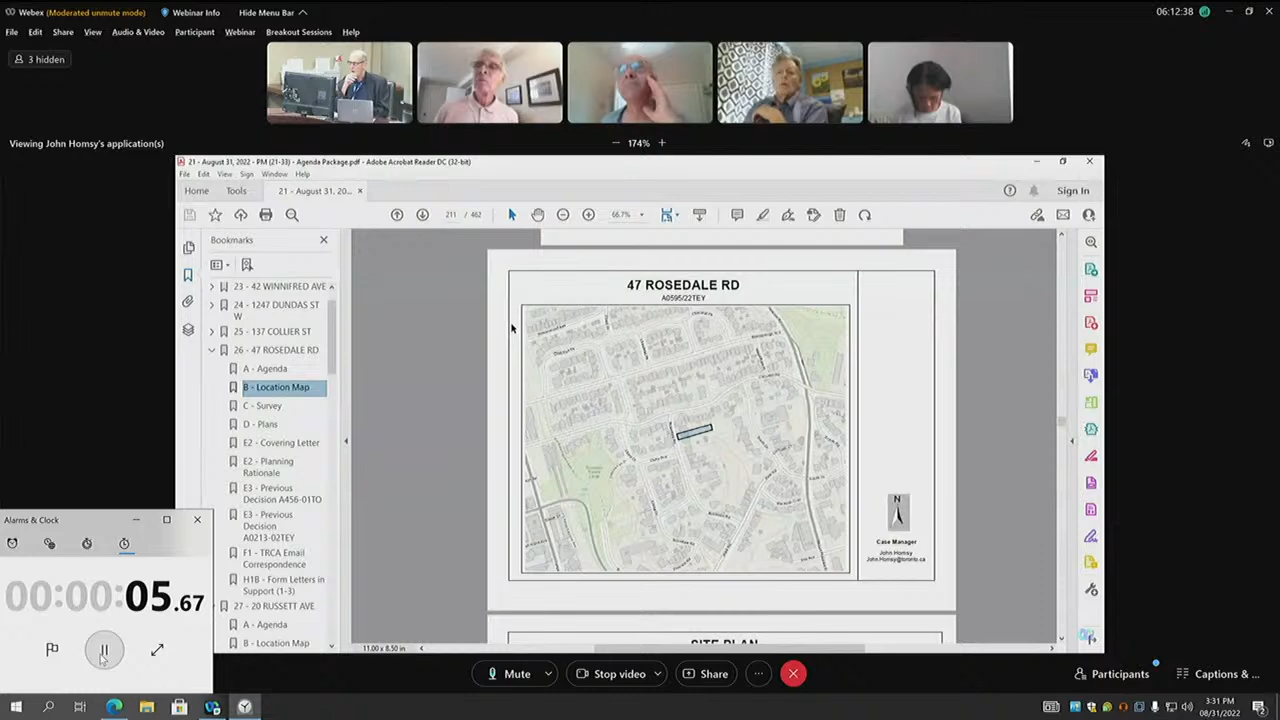 Webex (Moderated unmute mode) Webinar Info Hide Menu Bar 06:12:38
File Edit Share View Audio & Video Participant Webinar Breakout Sessions Help
3 hidden
Viewing John Homsy's application(s)
174%
21 - August 31, 2022 - PM (21-33) - Agenda Package.pdf - Adobe Acrobat Reader DC (32-bit)
File Edit View Sign Window Help
Home Tools 21 - August 31, 20... Sign In
211 / 462 66.7%
Bookmarks
23 - 42 WINNIFRED AVE
24 - 1247 DUNDAS ST
W
25 - 137 COLLIER ST
26 - 47 ROSEDALE RD
A - Agenda
B - Location Map
C - Survey
D - Plans
E2 - Covering Letter
E2 - Planning
Rationale
E3 - Previous
Decision A456-01TO
E3 - Previous
Decision
A0213-02TEY
F1 - TRCA Email
Correspondence
H1B - Form Letters in
Support (1-3)
27 - 20 RUSSETT AVE
A - Agenda
B - Location Map
47 ROSEDALE RD
A0595/22TEY
N
Case Manager
John Homsy
John.Homsy@toronto.ca
SITE PLAN
11.00 x 8.50 in
Alarms & Clock
00:00:05.67
Mute Stop video Share Participants Captions & ...
3:31 PM
08/31/2022